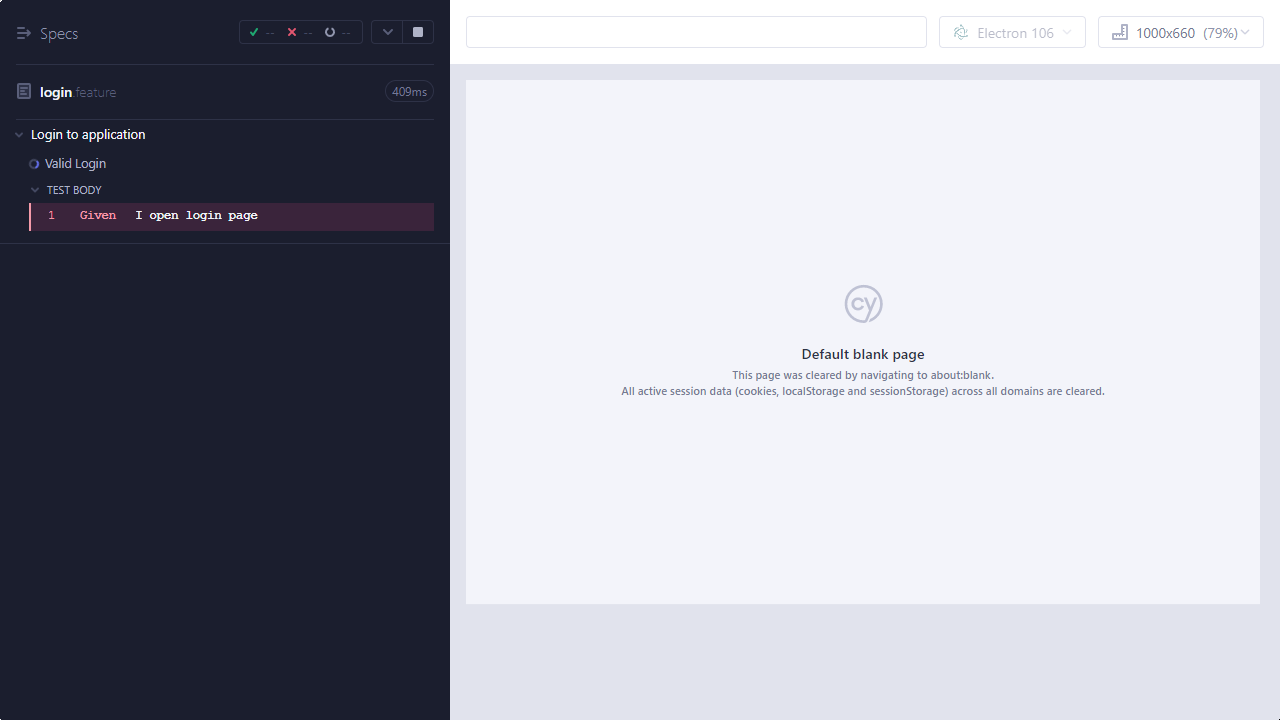 Specs
-- -- --
login.feature
409ms
Login to application
Valid Login
TEST BODY
1 Given I open login page
Electron 106
1000x660 (79%)
cy
Default blank page
This page was cleared by navigating to about:blank.
All active session data (cookies, localStorage and sessionStorage) across all domains are cleared.